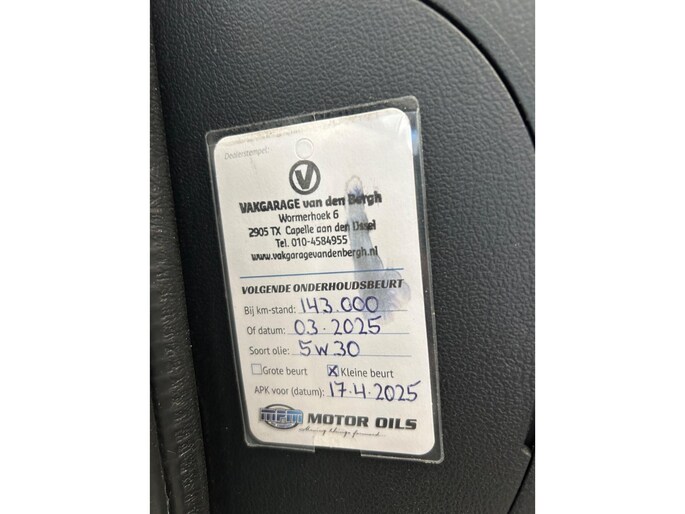 Dealerstempel:
V
VAKGARAGE van den Bergh
Wormerhoek 6
2905 TX Capelle aan den IJssel
Tel. 010-4584955
www.vakgaragevandenbergh.nl
VOLGENDE ONDERHOUDSBEURT
Bij km-stand: 143.000
Of datum: 03-2025
Soort olie: 5w30
Grote beurt Kleine beurt
APK voor (datum): 17-4-2025
MPM MOTOR OILS